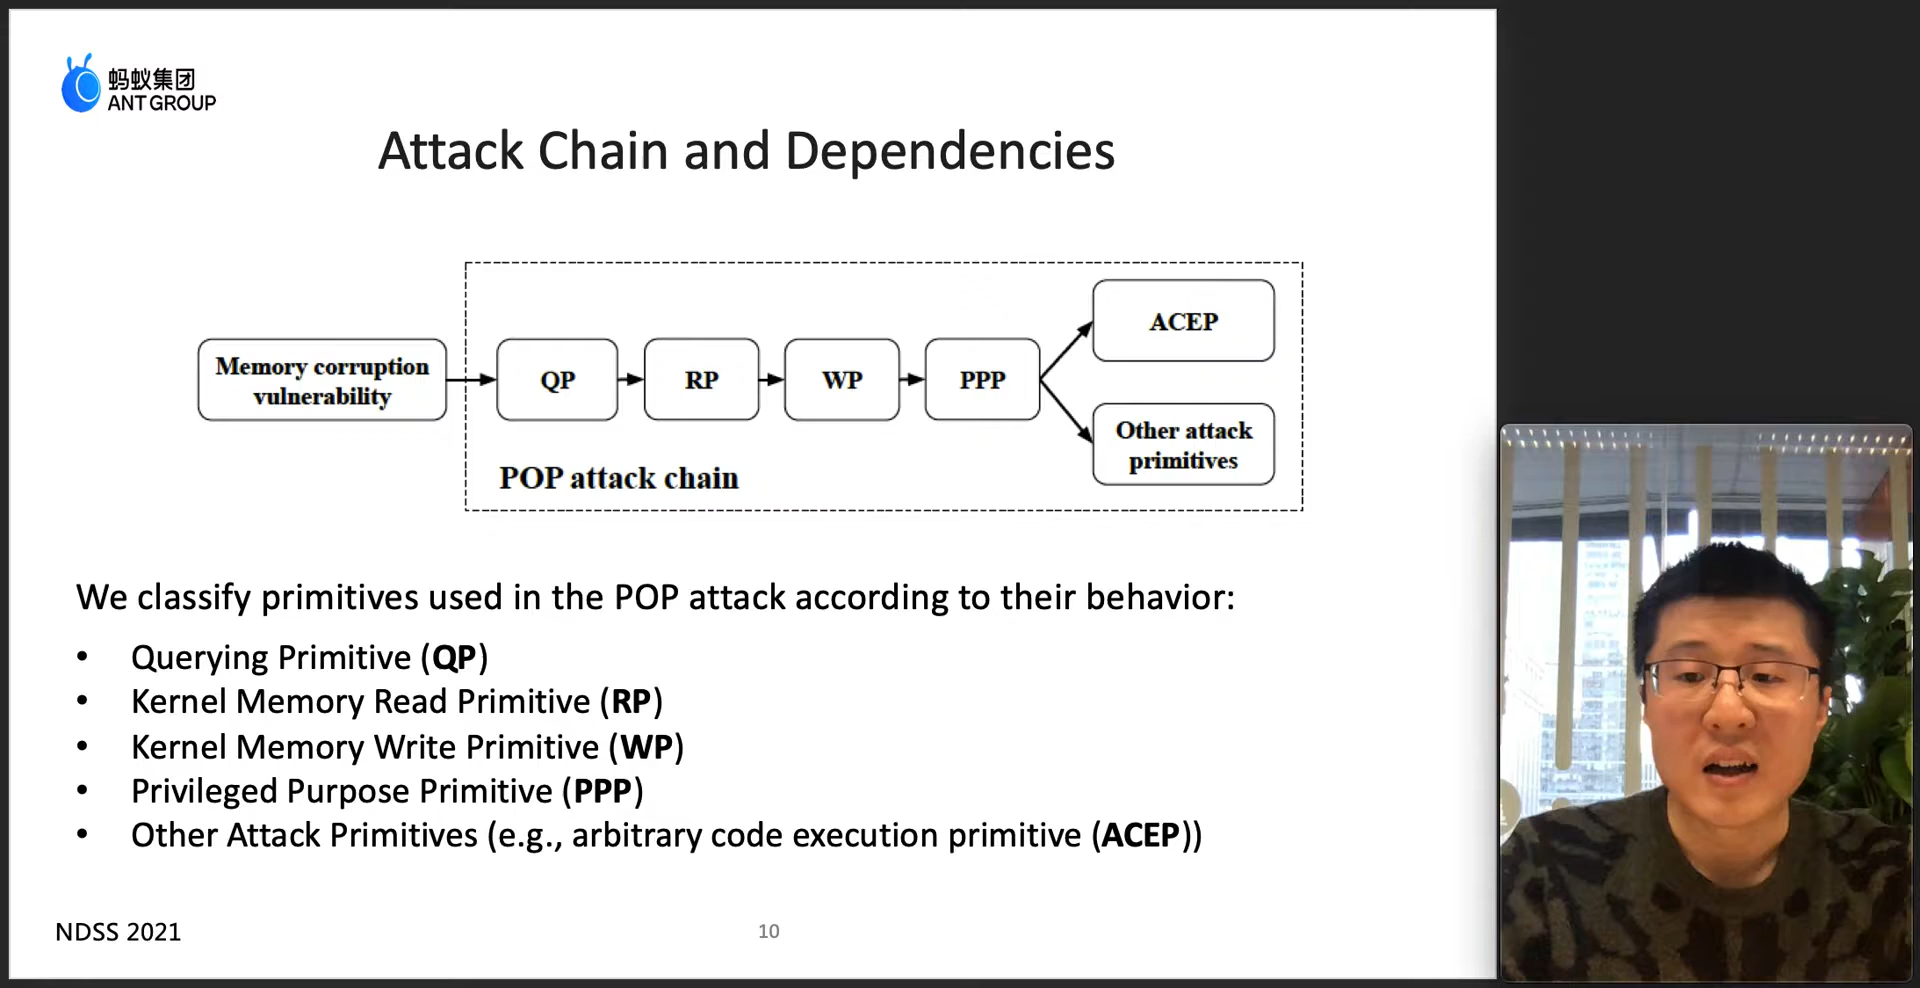 蚂蚁集团
ANT GROUP
Attack Chain and Dependencies
Memory corruption
vulnerability
QP
RP
WP
PPP
ACEP
Other attack
primitives
POP attack chain
We classify primitives used in the POP attack according to their behavior:
• Querying Primitive (QP)
• Kernel Memory Read Primitive (RP)
• Kernel Memory Write Primitive (WP)
• Privileged Purpose Primitive (PPP)
• Other Attack Primitives (e.g., arbitrary code execution primitive (ACEP))
NDSS 2021
10